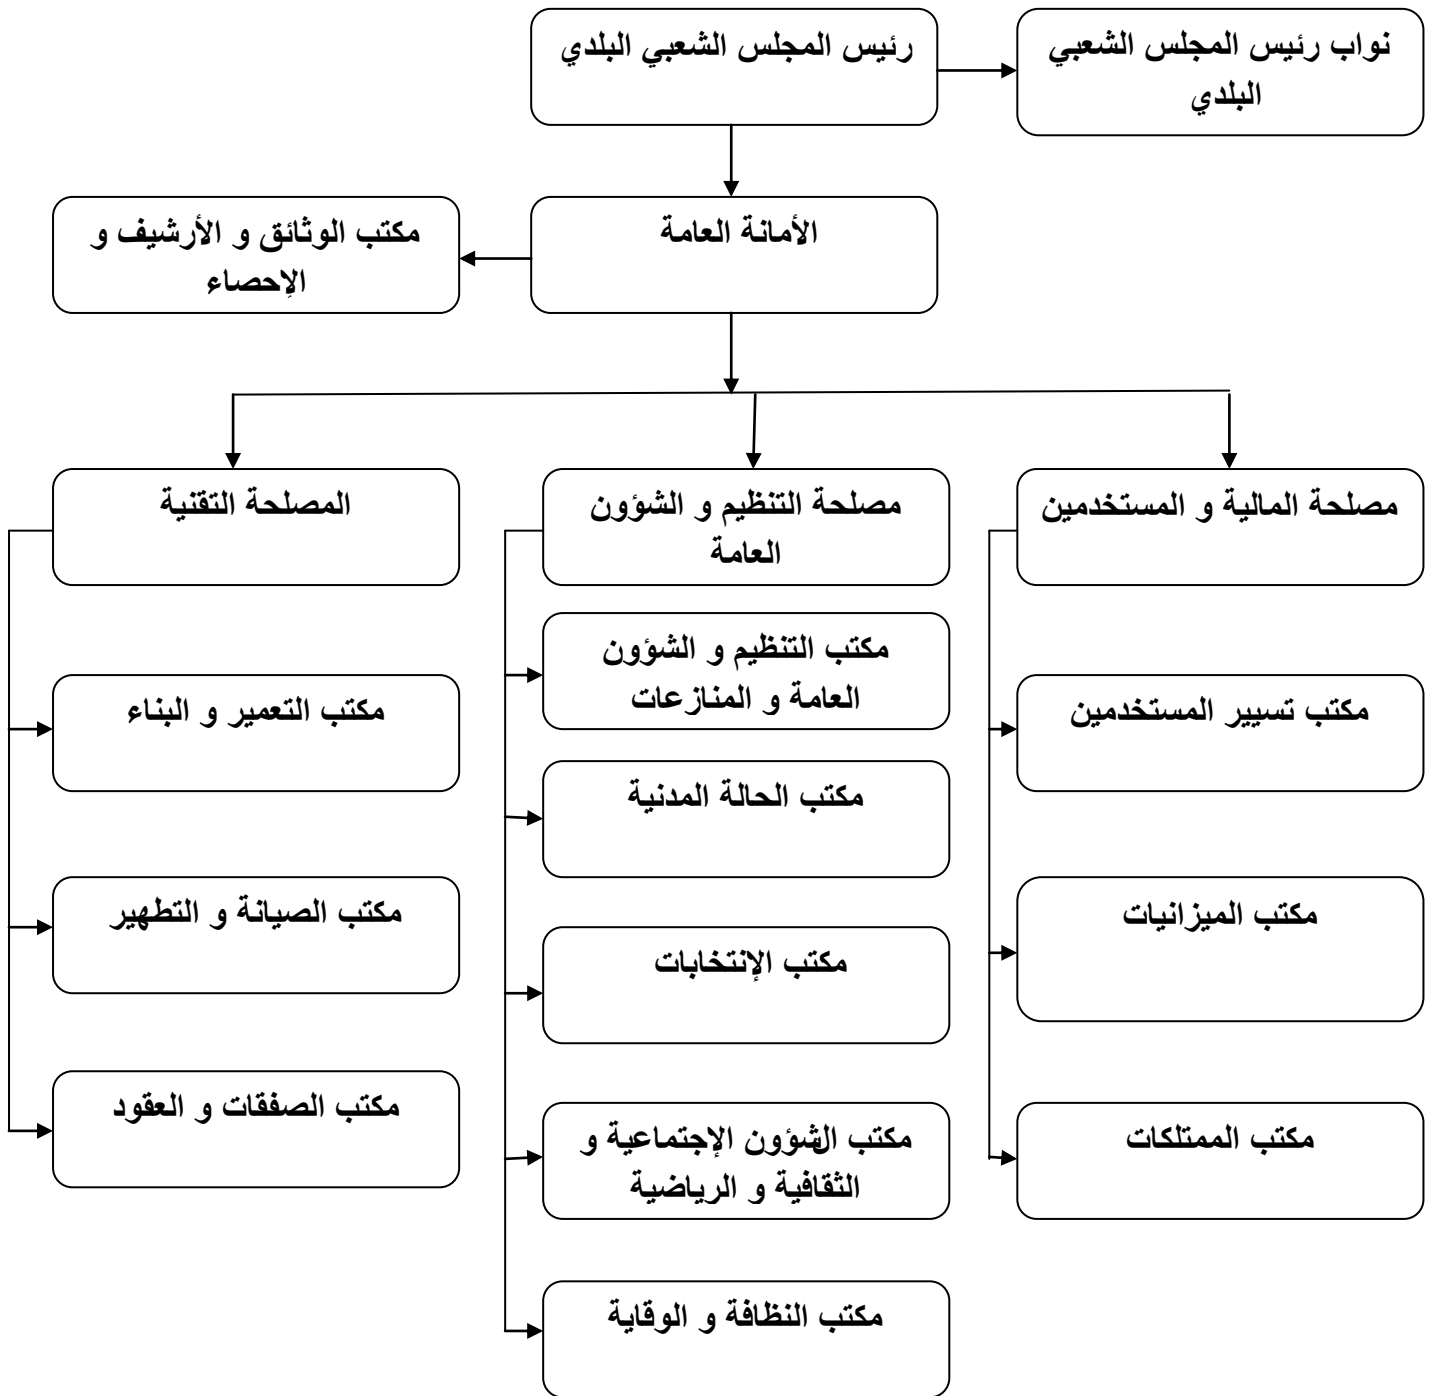 رئيس المجلس الشعبي البلدي
نواب رئيس المجلس الشعبي
البلدي
الأمانة العامة
مكتب الوثائق و الأرشيف و
الإحصاء
مصلحة المالية و المستخدمين
مصلحة التنظيم و الشؤون
العامة
المصلحة التقنية
مكتب تسيير المستخدمين
مكتب الميزانيات
مكتب الممتلكات
مكتب التنظيم و الشؤون
العامة و المنازعات
مكتب الحالة المدنية
مكتب الإنتخابات
مكتب الشؤون الإجتماعية و
الثقافية و الرياضية
مكتب النظافة و الوقاية
مكتب التعمير و البناء
مكتب الصيانة و التطهير
مكتب الصفقات و العقود